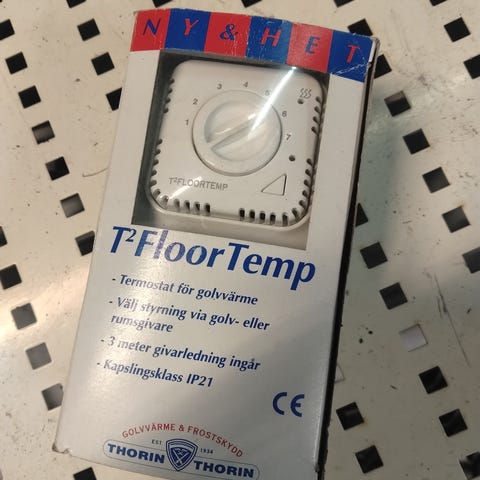 NY&HET
1 2 3 4 5 6 7
T²FLOORTEMP
T²FloorTemp
- Termostat för golvvärme
- Välj styrning via golv- eller
rumsgivare
- 3 meter givarledning ingår
- Kapslingsklass IP21
CE
GOLVVÄRME & FROSTSKYDD
EST 1934
THORIN
THORIN